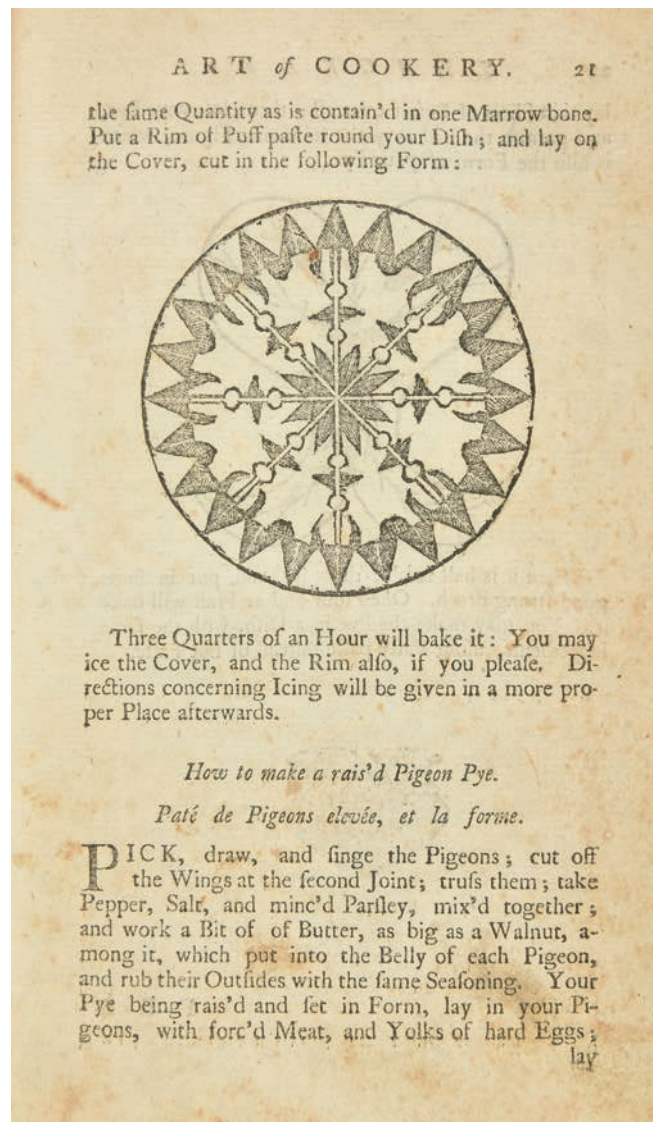 ART of COOKERY. 21
the ſame Quantity as is contain'd in one Marrow bone.
Put a Rim of Puff paſte round your Diſh; and lay on
the Cover, cut in the following Form:
Three Quarters of an Hour will bake it: You may
ice the Cover, and the Rim alſo, if you pleaſe. Di-
rections concerning Icing will be given in a more pro-
per Place afterwards.
How to make a rais'd Pigeon Pye.
Paté de Pigeons elevée, et la forme.
PICK, draw, and ſinge the Pigeons; cut off
the Wings at the ſecond Joint; truſs them; take
Pepper, Salt, and minc'd Parſley, mix'd together;
and work a Bit of of Butter, as big as a Walnut, a-
mong it, which put into the Belly of each Pigeon,
and rub their Outſides with the ſame Seaſoning. Your
Pye being rais'd and ſet in Form, lay in your Pi-
geons, with forc'd Meat, and Yolks of hard Eggs;
lay